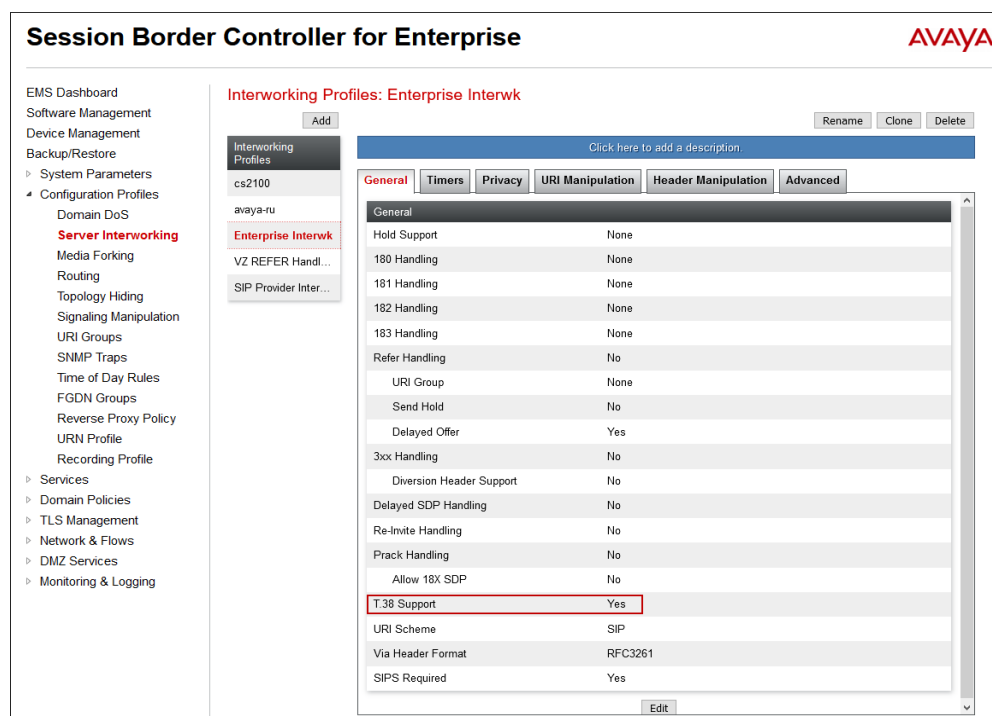 Session Border Controller for Enterprise
AVAYA
EMS Dashboard
Software Management
Device Management
Backup/Restore
System Parameters
Configuration Profiles
Domain DoS
Server Interworking
Media Forking
Routing
Topology Hiding
Signaling Manipulation
URI Groups
SNMP Traps
Time of Day Rules
FGDN Groups
Reverse Proxy Policy
URN Profile
Recording Profile
Services
Domain Policies
TLS Management
Network & Flows
DMZ Services
Monitoring & Logging
Interworking Profiles: Enterprise Interwk
Add
Rename Clone Delete
Interworking
Profiles
cs2100
avaya-ru
Enterprise Interwk
VZ REFER Handl...
SIP Provider Inter...
Click here to add a description.
General Timers Privacy URI Manipulation Header Manipulation Advanced
General
Hold Support None
180 Handling None
181 Handling None
182 Handling None
183 Handling None
Refer Handling No
URI Group None
Send Hold No
Delayed Offer Yes
3xx Handling No
Diversion Header Support No
Delayed SDP Handling No
Re-Invite Handling No
Prack Handling No
Allow 18X SDP No
T.38 Support Yes
URI Scheme SIP
Via Header Format RFC3261
SIPS Required Yes
Edit